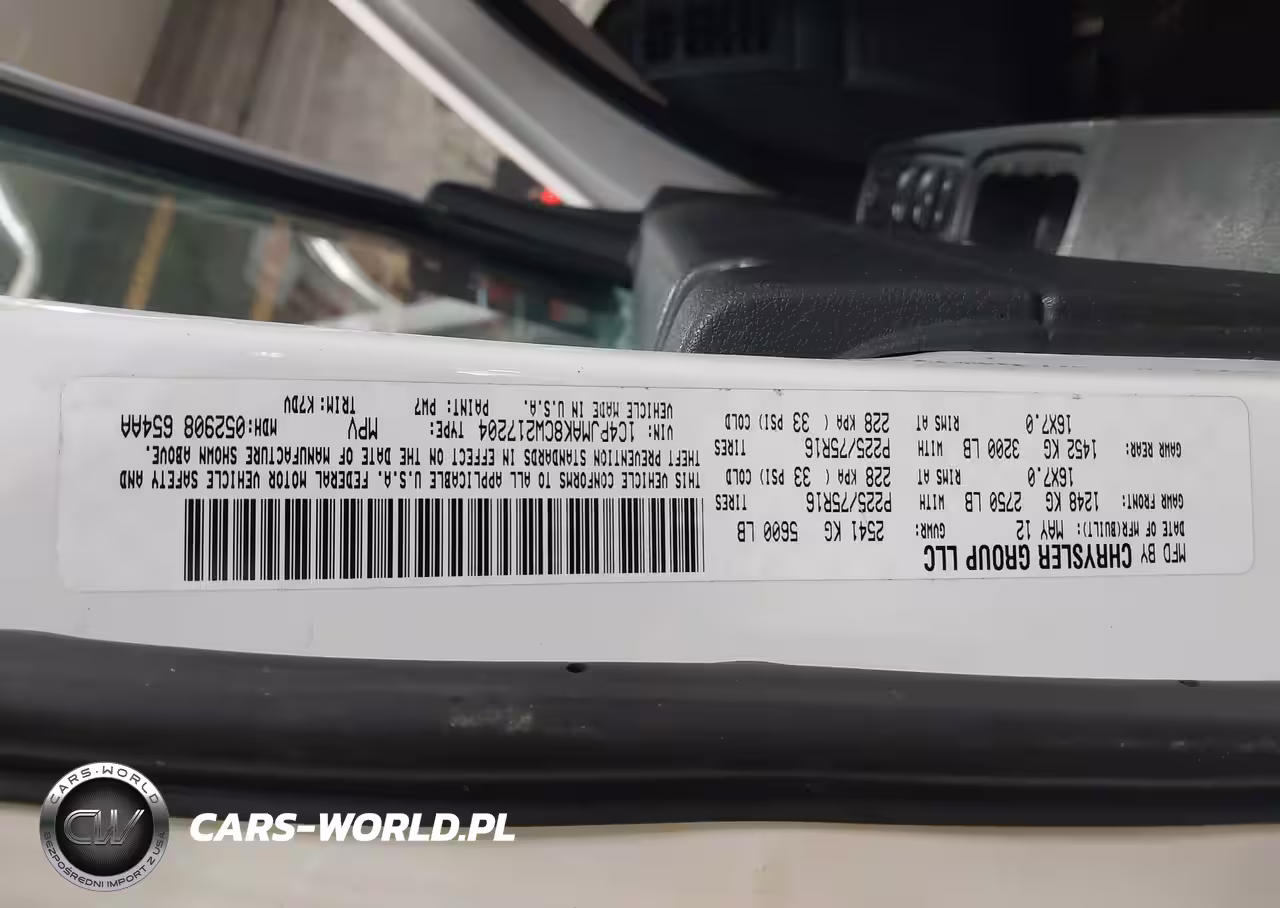 MFD BY CHRYSLER GROUP LLC
DATE OF MFR(BUILT): MAY 12 GVWR: 2541 KG 5600 LB
GAWR FRONT: 1248 KG 2750 LB WITH P225/75R16 TIRES
16X7.0 RIMS AT 228 KPA ( 33 PSI) COLD
GAWR REAR: 1452 KG 3200 LB WITH P225/75R16 TIRES
16X7.0 RIMS AT 228 KPA ( 33 PSI) COLD
THIS VEHICLE CONFORMS TO ALL APPLICABLE U.S.A. FEDERAL MOTOR VEHICLE SAFETY AND
THEFT PREVENTION STANDARDS IN EFFECT ON THE DATE OF MANUFACTURE SHOWN ABOVE.
VIN: 1C4PJMAK8CW217204 TYPE: MPV MDH:052908 654AA
VEHICLE MADE IN U.S.A. PAINT: PW7 TRIM: K7DV
CARS-WORLD
CW
BEZPOŚREDNI IMPORT Z USA
CARS-WORLD.PL